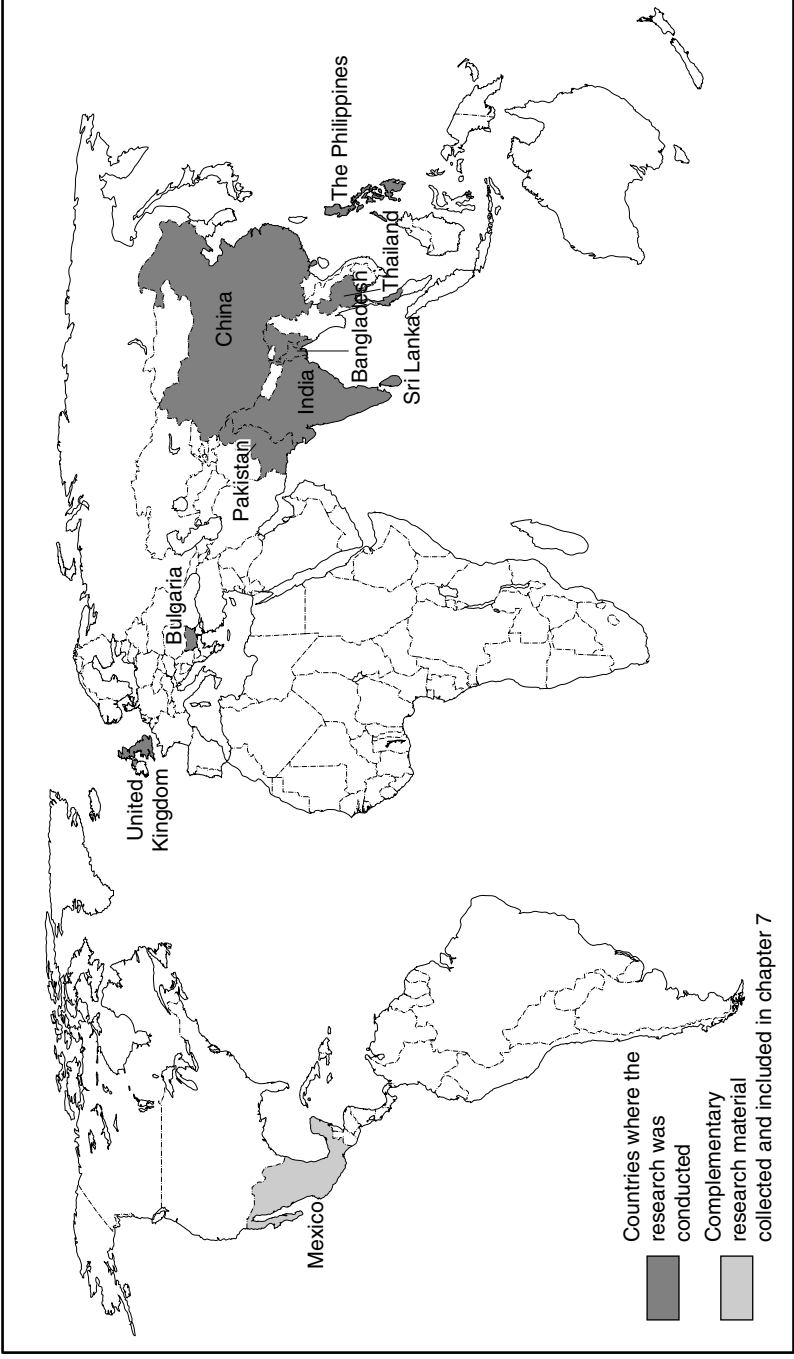 United
Kingdom
Bulgaria
Pakistan
China
India
Bangladesh
Thailand
Sri Lanka
The Philippines
Mexico
Countries where the
research was
conducted
Complementary
research material
collected and included in chapter 7